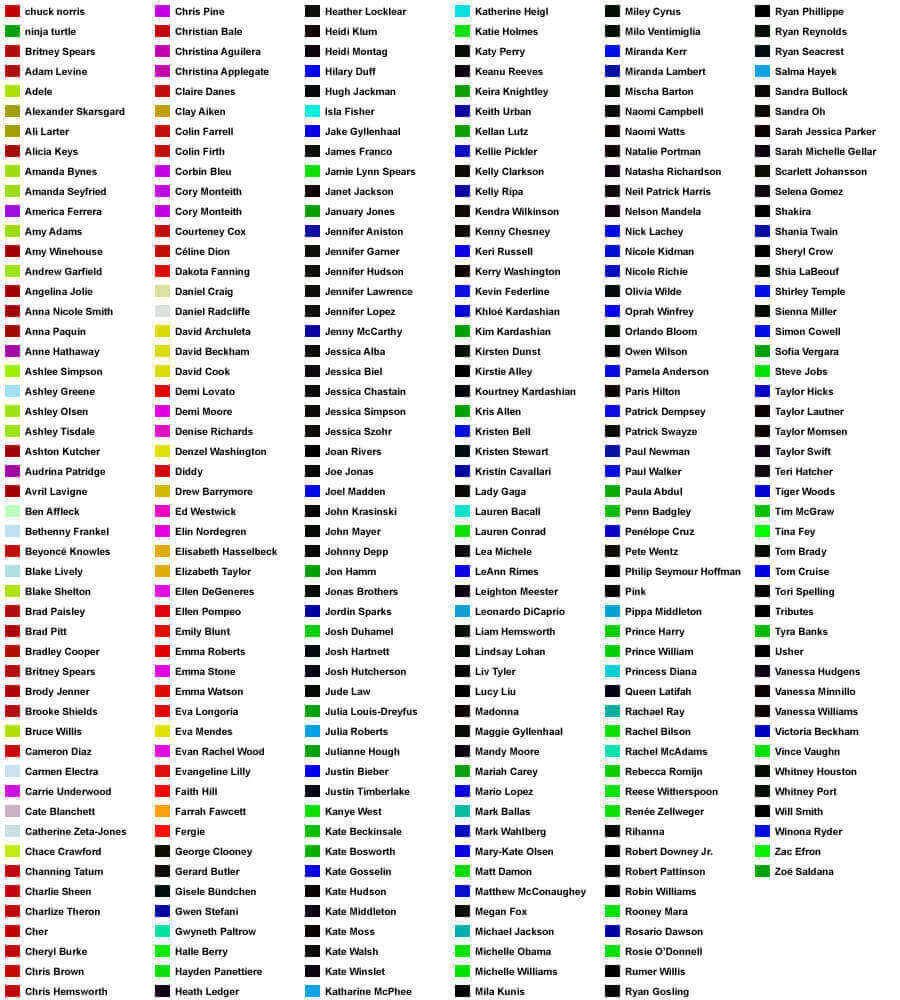 chuck norris
ninja turtle
Britney Spears
Adam Levine
Adele
Alexander Skarsgard
Ali Larter
Alicia Keys
Amanda Bynes
Amanda Seyfried
America Ferrera
Amy Adams
Amy Winehouse
Andrew Garfield
Angelina Jolie
Anna Nicole Smith
Anna Paquin
Anne Hathaway
Ashlee Simpson
Ashley Greene
Ashley Olsen
Ashley Tisdale
Ashton Kutcher
Audrina Patridge
Avril Lavigne
Ben Affleck
Bethenny Frankel
Beyoncé Knowles
Blake Lively
Blake Shelton
Brad Paisley
Brad Pitt
Bradley Cooper
Britney Spears
Brody Jenner
Brooke Shields
Bruce Willis
Cameron Diaz
Carmen Electra
Carrie Underwood
Cate Blanchett
Catherine Zeta-Jones
Chace Crawford
Channing Tatum
Charlie Sheen
Charlize Theron
Cher
Cheryl Burke
Chris Brown
Chris Hemsworth
Chris Pine
Christian Bale
Christina Aguilera
Christina Applegate
Claire Danes
Clay Aiken
Colin Farrell
Colin Firth
Corbin Bleu
Cory Monteith
Cory Monteith
Courteney Cox
Céline Dion
Dakota Fanning
Daniel Craig
Daniel Radcliffe
David Archuleta
David Beckham
David Cook
Demi Lovato
Demi Moore
Denise Richards
Denzel Washington
Diddy
Drew Barrymore
Ed Westwick
Elin Nordegren
Elisabeth Hasselbeck
Elizabeth Taylor
Ellen DeGeneres
Ellen Pompeo
Emily Blunt
Emma Roberts
Emma Stone
Emma Watson
Eva Longoria
Eva Mendes
Evan Rachel Wood
Evangeline Lilly
Faith Hill
Farrah Fawcett
Fergie
George Clooney
Gerard Butler
Gisele Bündchen
Gwen Stefani
Gwyneth Paltrow
Halle Berry
Hayden Panettiere
Heath Ledger
Heather Locklear
Heidi Klum
Heidi Montag
Hilary Duff
Hugh Jackman
Isla Fisher
Jake Gyllenhaal
James Franco
Jamie Lynn Spears
Janet Jackson
January Jones
Jennifer Aniston
Jennifer Garner
Jennifer Hudson
Jennifer Lawrence
Jennifer Lopez
Jenny McCarthy
Jessica Alba
Jessica Biel
Jessica Chastain
Jessica Simpson
Jessica Szohr
Joan Rivers
Joe Jonas
Joel Madden
John Krasinski
John Mayer
Johnny Depp
Jon Hamm
Jonas Brothers
Jordin Sparks
Josh Duhamel
Josh Hartnett
Josh Hutcherson
Jude Law
Julia Louis-Dreyfus
Julia Roberts
Julianne Hough
Justin Bieber
Justin Timberlake
Kanye West
Kate Beckinsale
Kate Bosworth
Kate Gosselin
Kate Hudson
Kate Middleton
Kate Moss
Kate Walsh
Kate Winslet
Katharine McPhee
Katherine Heigl
Katie Holmes
Katy Perry
Keanu Reeves
Keira Knightley
Keith Urban
Kellan Lutz
Kellie Pickler
Kelly Clarkson
Kelly Ripa
Kendra Wilkinson
Kenny Chesney
Keri Russell
Kerry Washington
Kevin Federline
Khloé Kardashian
Kim Kardashian
Kirsten Dunst
Kirstie Alley
Kourtney Kardashian
Kris Allen
Kristen Bell
Kristen Stewart
Kristin Cavallari
Lady Gaga
Lauren Bacall
Lauren Conrad
Lea Michele
LeAnn Rimes
Leighton Meester
Leonardo DiCaprio
Liam Hemsworth
Lindsay Lohan
Liv Tyler
Lucy Liu
Madonna
Maggie Gyllenhaal
Mandy Moore
Mariah Carey
Mario Lopez
Mark Ballas
Mark Wahlberg
Mary-Kate Olsen
Matt Damon
Matthew McConaughey
Megan Fox
Michael Jackson
Michelle Obama
Michelle Williams
Mila Kunis
Miley Cyrus
Milo Ventimiglia
Miranda Kerr
Miranda Lambert
Mischa Barton
Naomi Campbell
Naomi Watts
Natalie Portman
Natasha Richardson
Neil Patrick Harris
Nelson Mandela
Nick Lachey
Nicole Kidman
Nicole Richie
Olivia Wilde
Oprah Winfrey
Orlando Bloom
Owen Wilson
Pamela Anderson
Paris Hilton
Patrick Dempsey
Patrick Swayze
Paul Newman
Paul Walker
Paula Abdul
Penn Badgley
Penélope Cruz
Pete Wentz
Philip Seymour Hoffman
Pink
Pippa Middleton
Prince Harry
Prince William
Princess Diana
Queen Latifah
Rachael Ray
Rachel Bilson
Rachel McAdams
Rebecca Romijn
Reese Witherspoon
Renée Zellweger
Rihanna
Robert Downey Jr.
Robert Pattinson
Robin Williams
Rooney Mara
Rosario Dawson
Rosie O'Donnell
Rumer Willis
Ryan Gosling
Ryan Phillippe
Ryan Reynolds
Ryan Seacrest
Salma Hayek
Sandra Bullock
Sandra Oh
Sarah Jessica Parker
Sarah Michelle Gellar
Scarlett Johansson
Selena Gomez
Shakira
Shania Twain
Sheryl Crow
Shia LaBeouf
Shirley Temple
Sienna Miller
Simon Cowell
Sofia Vergara
Steve Jobs
Taylor Hicks
Taylor Lautner
Taylor Momsen
Taylor Swift
Teri Hatcher
Tiger Woods
Tim McGraw
Tina Fey
Tom Brady
Tom Cruise
Tori Spelling
Tributes
Tyra Banks
Usher
Vanessa Hudgens
Vanessa Minnillo
Vanessa Williams
Victoria Beckham
Vince Vaughn
Whitney Houston
Whitney Port
Will Smith
Winona Ryder
Zac Efron
Zoë Saldana